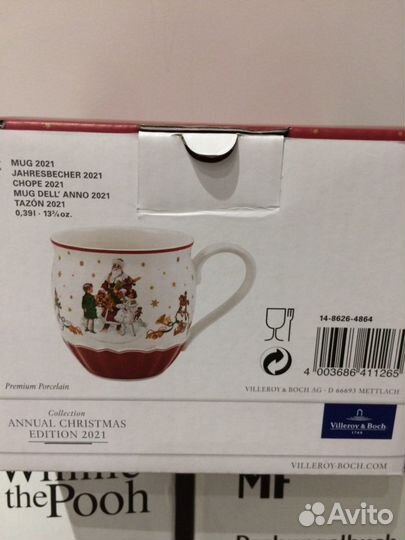 MUG 2021
JAHRESBECHER 2021
CHOPE 2021
MUG DELL' ANNO 2021
TAZÓN 2021
0,39l - 13¾oz.
14-8626-4864
4 003686 411265
Premium Porcelain
VILLEROY & BOCH AG · D 66693 METTLACH
Collection
ANNUAL CHRISTMAS
EDITION 2021
Villeroy & Boch
1748
VILLEROY-BOCH.COM
Winnie
the Pooh
MF
Avito